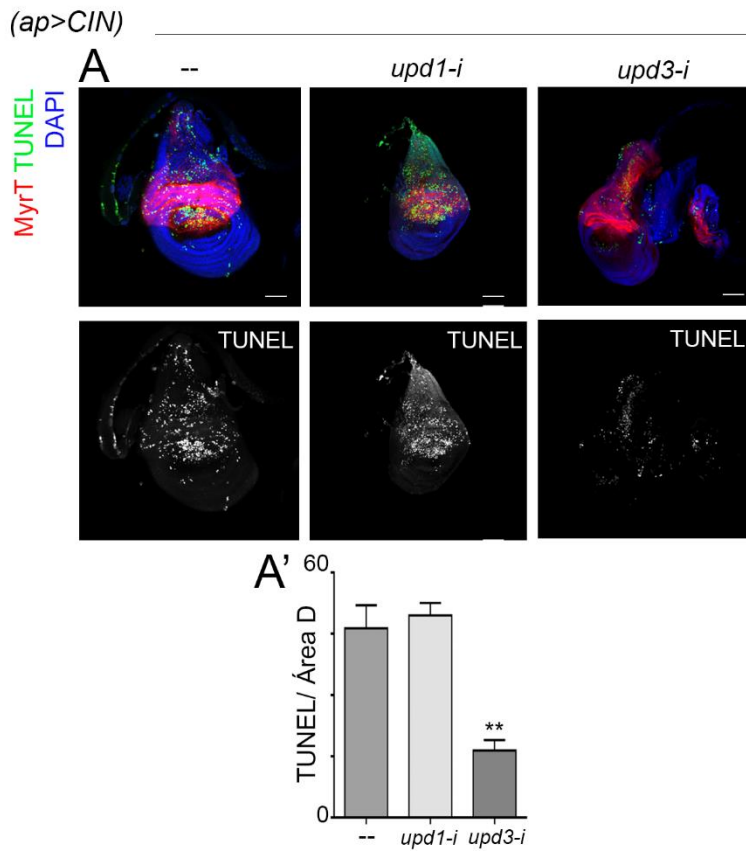 (ap>CIN)
A
--
upd1-i
upd3-i
MyrT TUNEL
DAPI
TUNEL
TUNEL
TUNEL
A'
TUNEL/ Área D
60
0
**
--
upd1-i
upd3-i